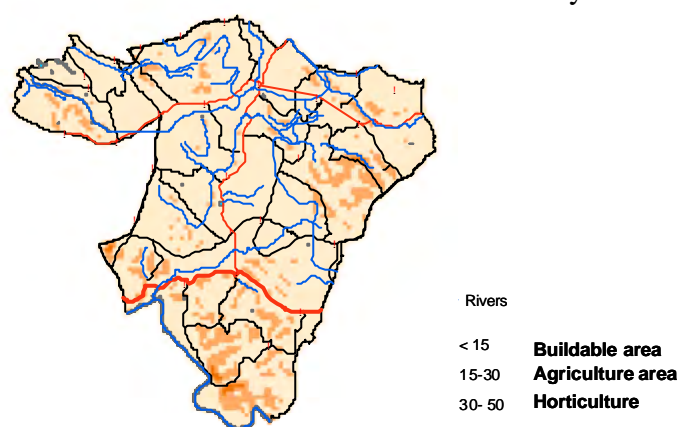 Rivers
< 15 Buildable area
15-30 Agriculture area
30- 50 Horticulture